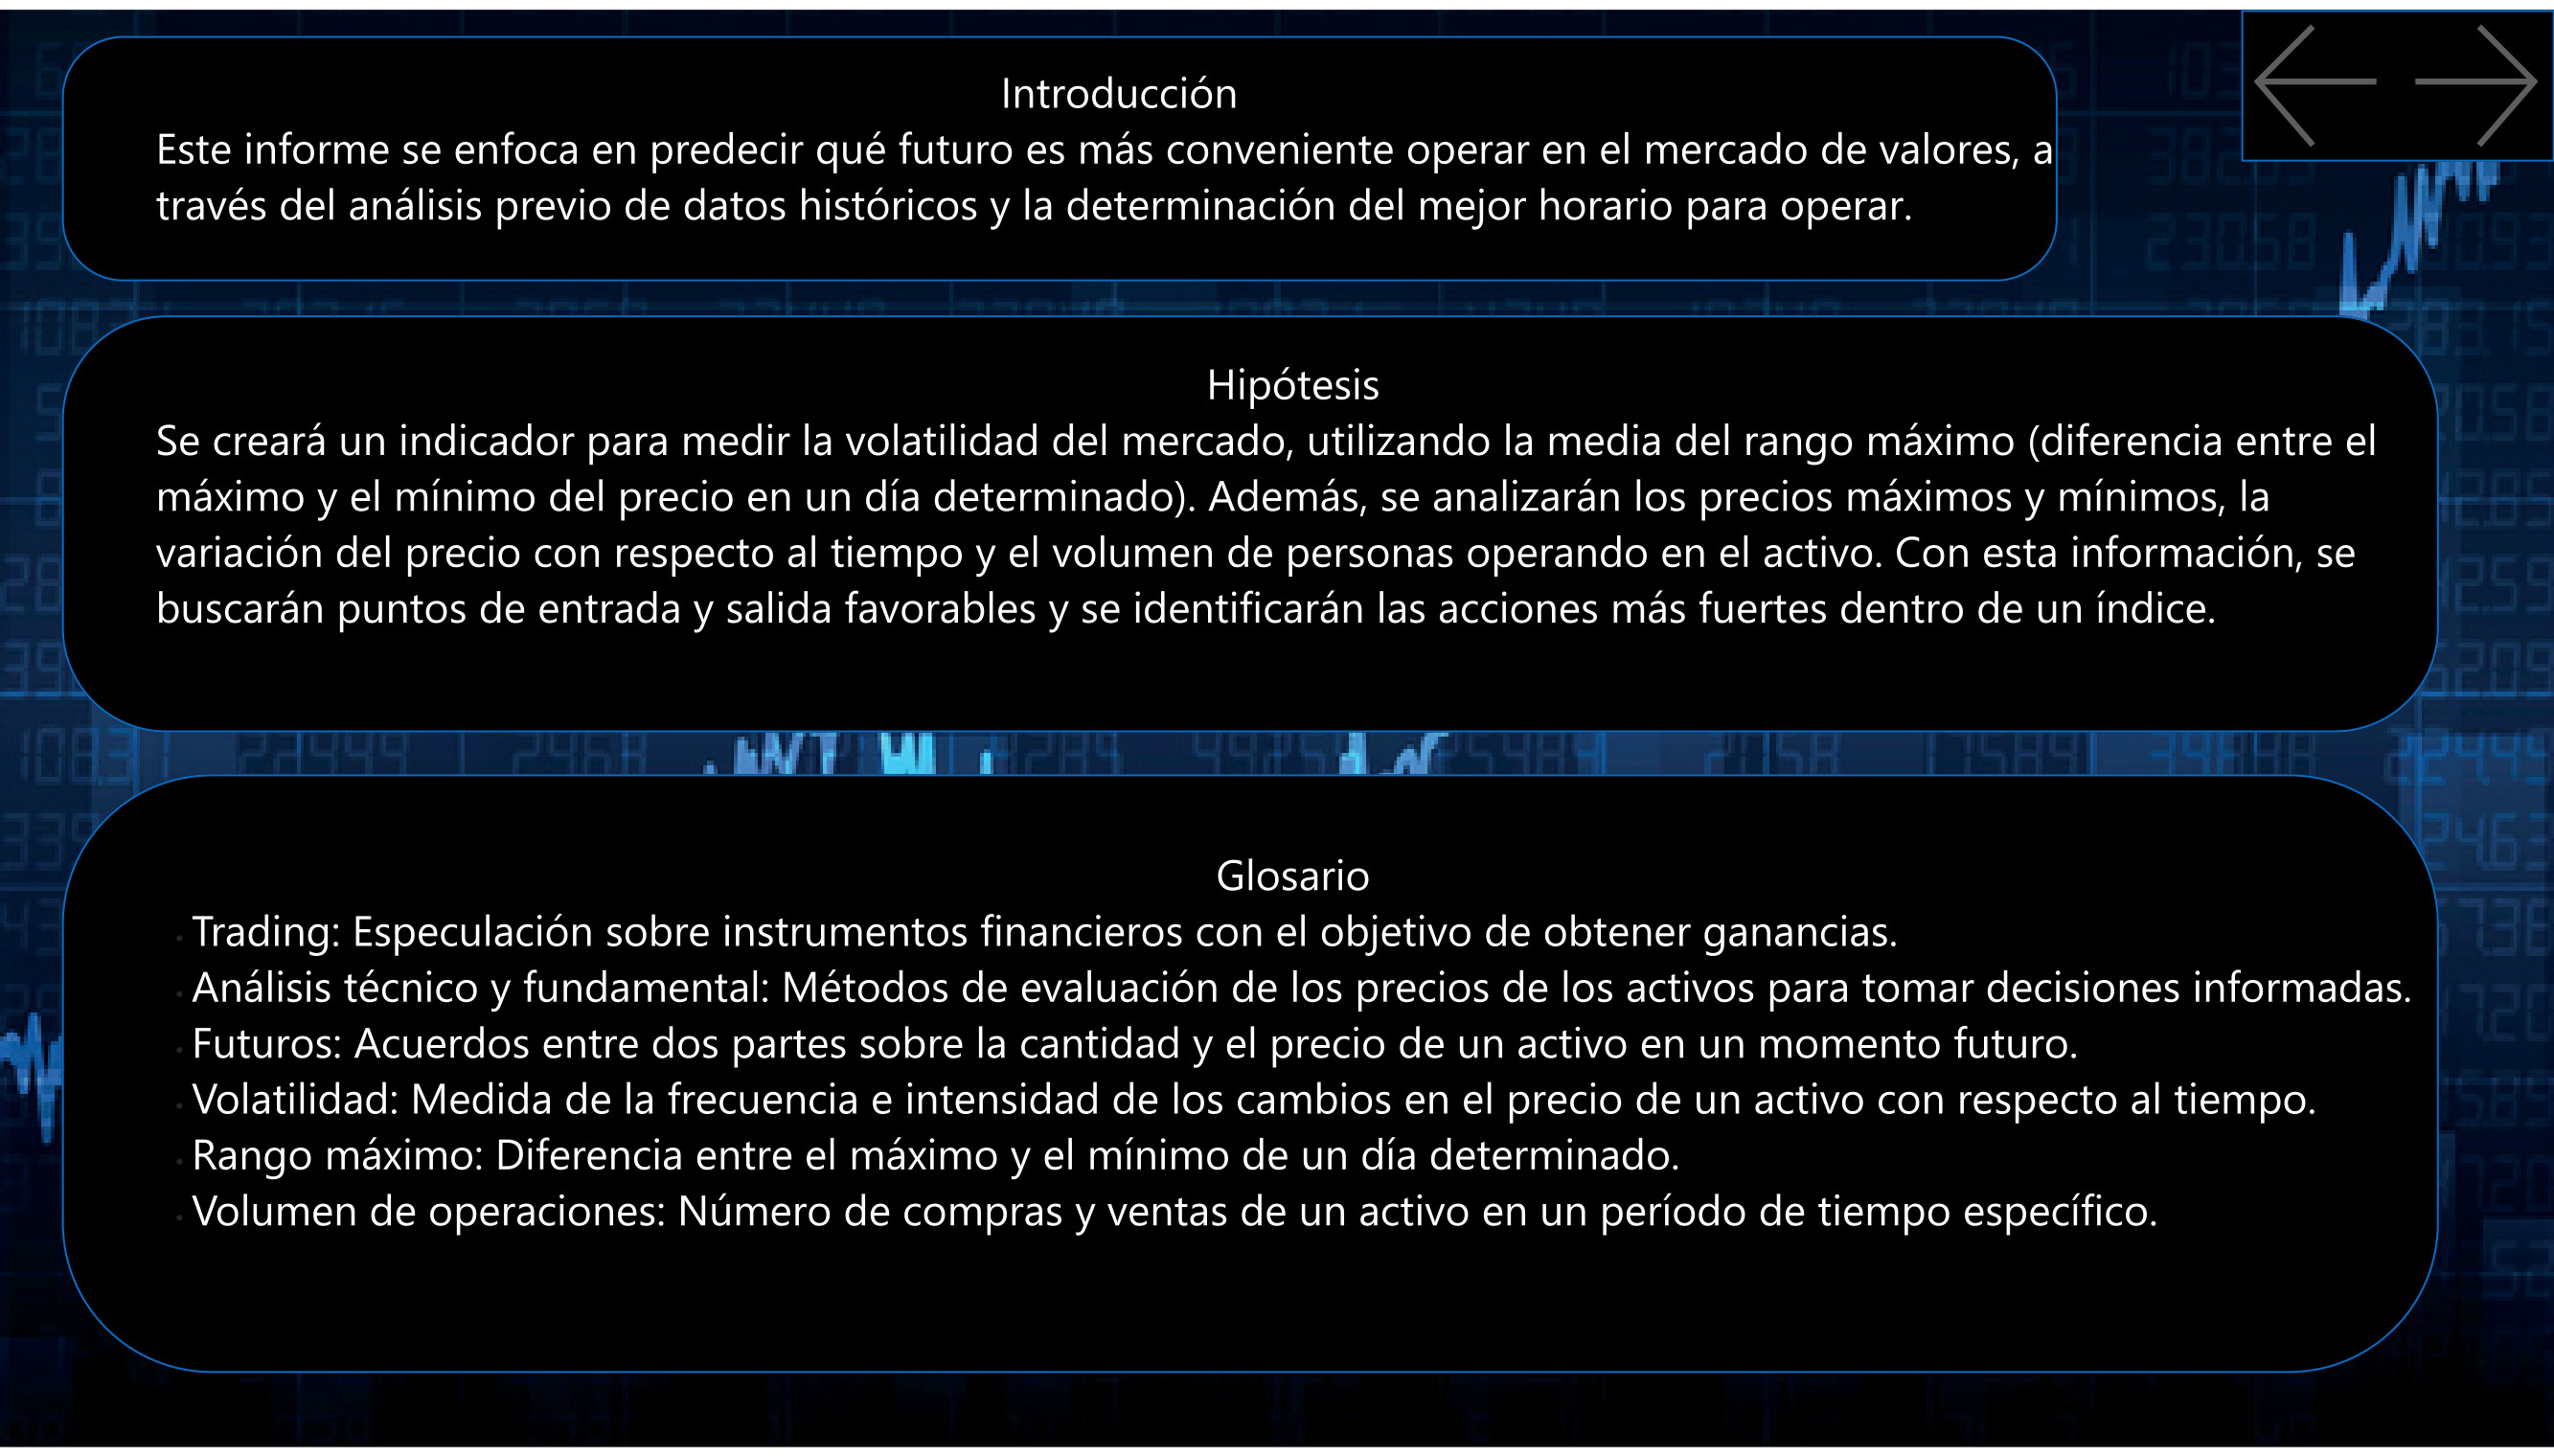 Introducción
Este informe se enfoca en predecir qué futuro es más conveniente operar en el mercado de valores, a
través del análisis previo de datos históricos y la determinación del mejor horario para operar.
Hipótesis
Se creará un indicador para medir la volatilidad del mercado, utilizando la media del rango máximo (diferencia entre el
máximo y el mínimo del precio en un día determinado). Además, se analizarán los precios máximos y mínimos, la
variación del precio con respecto al tiempo y el volumen de personas operando en el activo. Con esta información, se
buscarán puntos de entrada y salida favorables y se identificarán las acciones más fuertes dentro de un índice.
Glosario
• Trading: Especulación sobre instrumentos financieros con el objetivo de obtener ganancias.
• Análisis técnico y fundamental: Métodos de evaluación de los precios de los activos para tomar decisiones informadas.
• Futuros: Acuerdos entre dos partes sobre la cantidad y el precio de un activo en un momento futuro.
• Volatilidad: Medida de la frecuencia e intensidad de los cambios en el precio de un activo con respecto al tiempo.
• Rango máximo: Diferencia entre el máximo y el mínimo de un día determinado.
• Volumen de operaciones: Número de compras y ventas de un activo en un período de tiempo específico.